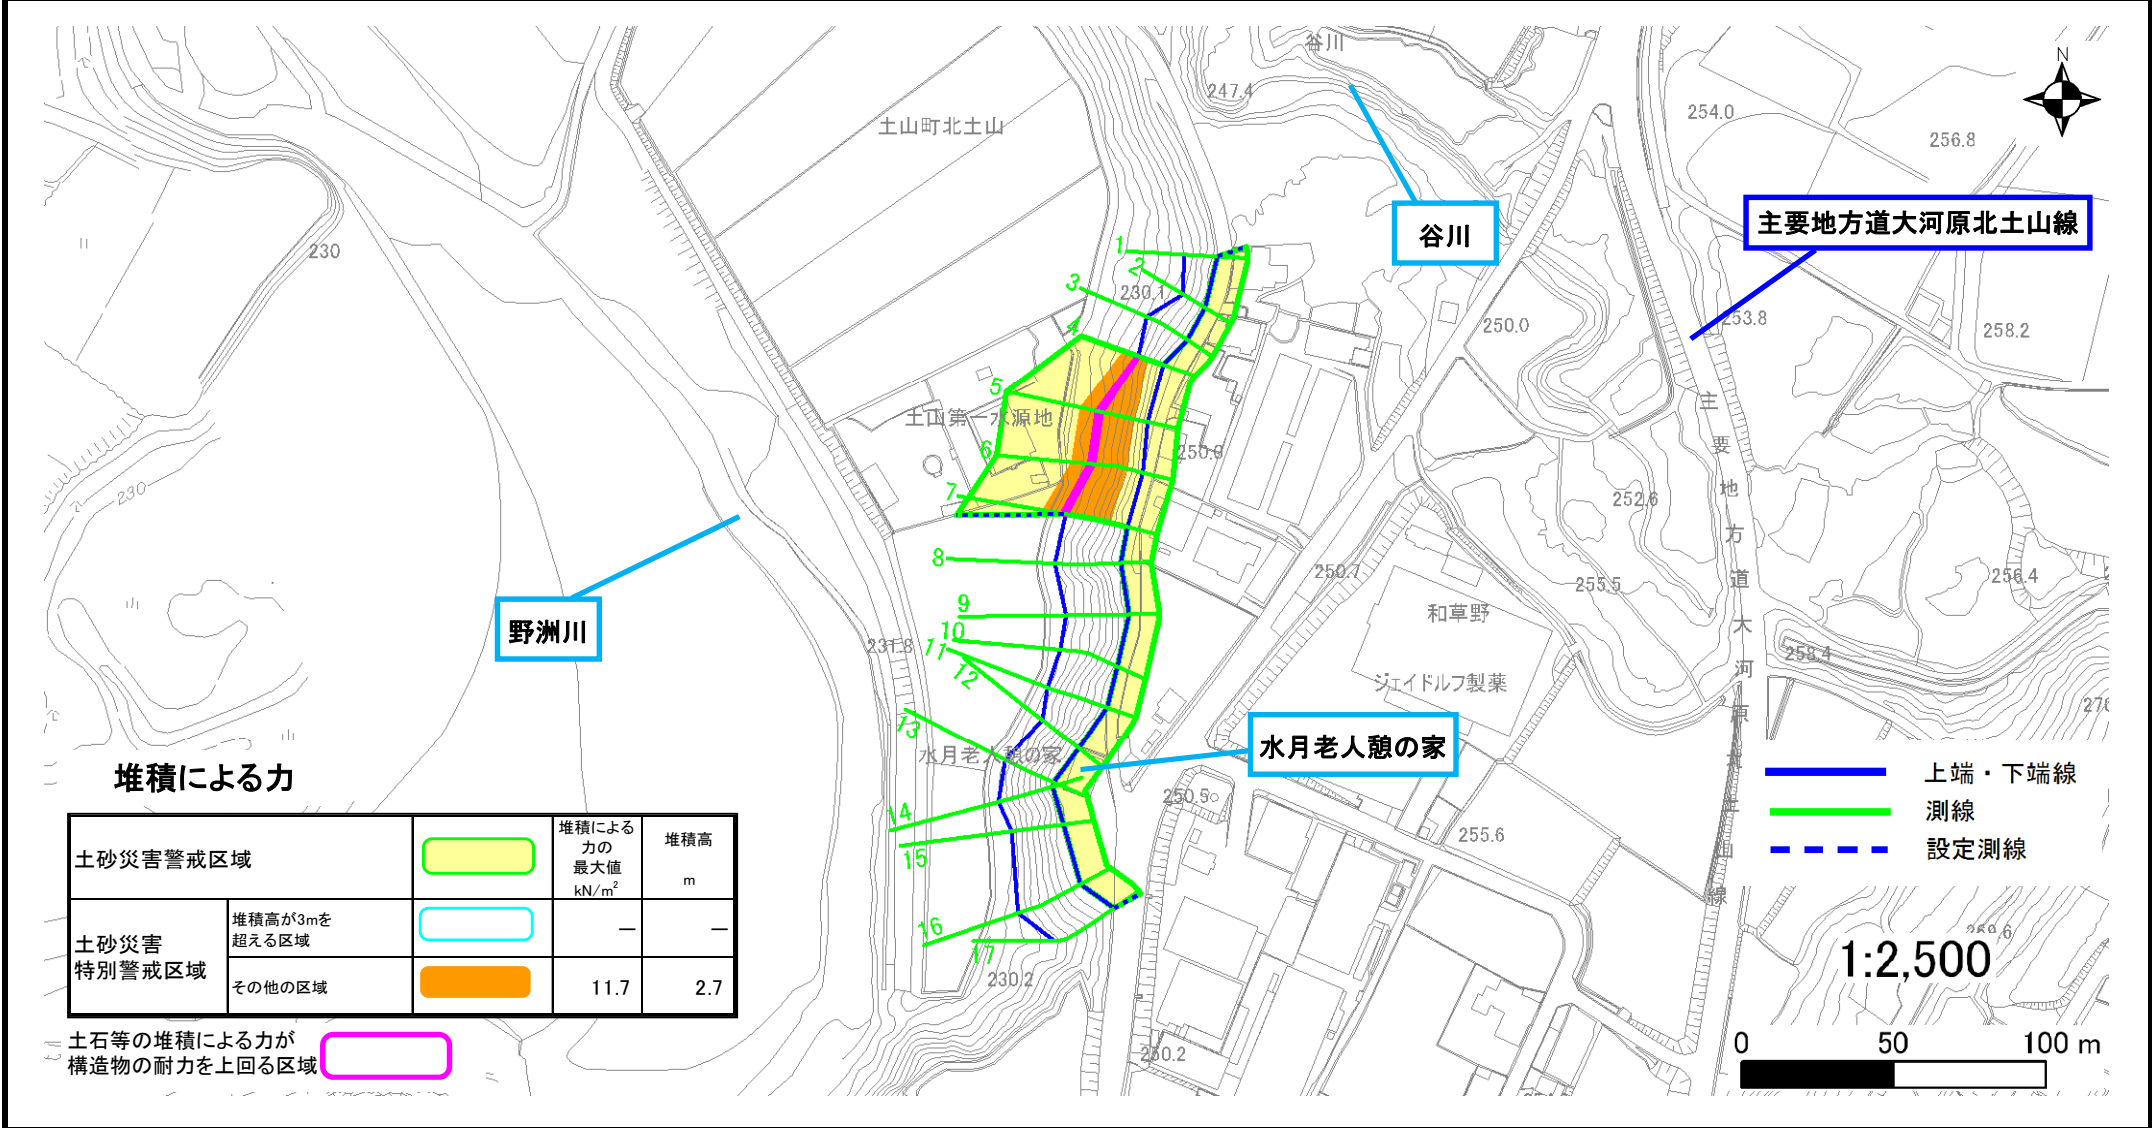 谷川
247.4
土山町北土山
254.0
256.8
N
主要地方道大河原北土山線
谷川
230
1
2
3
230.1
4
250.0
253.8
258.2
5
土山第一水源地
6
250.9
主要地方道大河原北土山線
7
230
252.6
8
250.7
255.5
256.4
9
和草野
野洲川
10
231.8
11
258.4
12
ジェイドルフ製薬
13
水月老人憩の家
水月老人憩の家
14
250.5
255.6
15
16
17
230.2
250.2
269.6
堆積による力
土砂災害警戒区域
堆積による
力の
最大値
kN/m²
堆積高
m
土砂災害
特別警戒区域
堆積高が3mを
超える区域
―
―
その他の区域
11.7
2.7
土石等の堆積による力が
構造物の耐力を上回る区域
上端・下端線
測線
設定測線
1:2,500
0
50
100 m